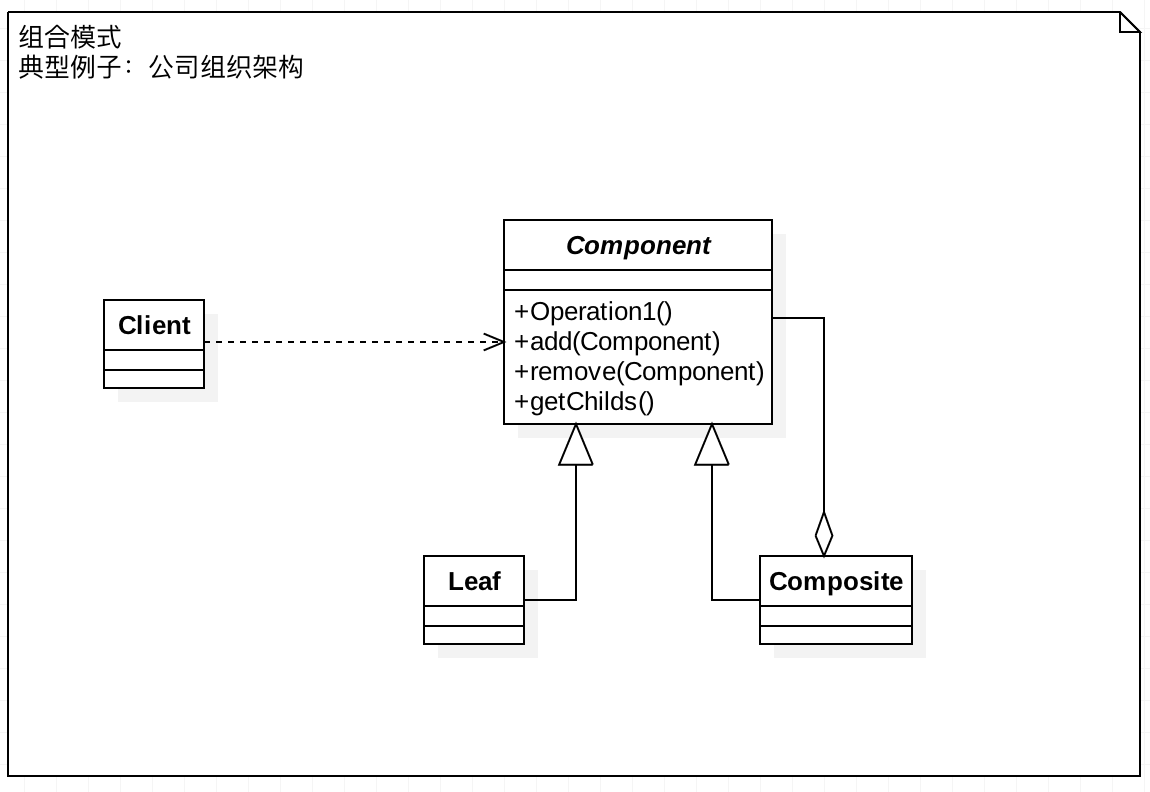 组合模式
典型例子：公司组织架构
Component
+Operation1()
+add(Component)
+remove(Component)
+getChilds()
Client
Leaf
Composite